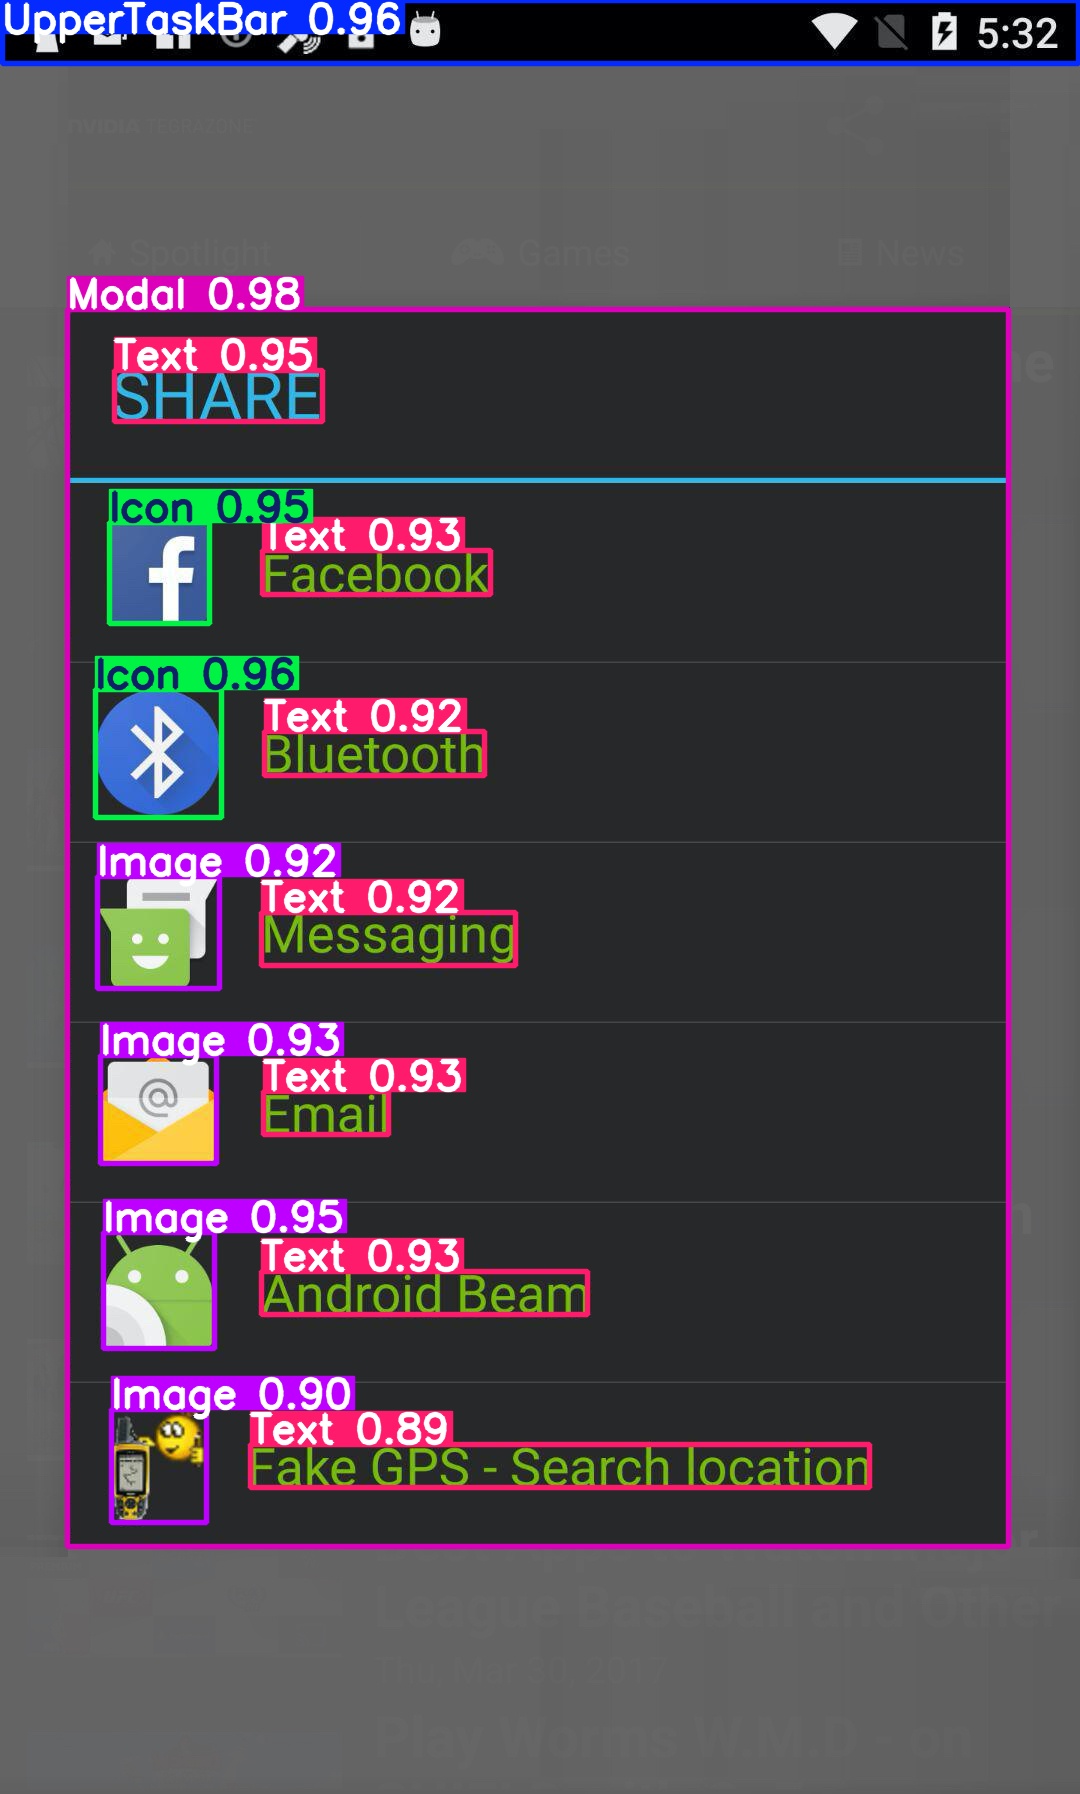 UpperTaskBar 0.96
5:32
NVIDIA TEGRAZONE
Spotlight Games News
Modal 0.98
Text 0.95
SHARE
Icon 0.95
Text 0.93
Facebook
Icon 0.96
Text 0.92
Bluetooth
Image 0.92
Text 0.92
Messaging
Image 0.93
Text 0.93
Email
Image 0.95
Text 0.93
Android Beam
Image 0.90
Text 0.89
Fake GPS - Search location
League Baseball and Other
Thu, Mar 30, 2017
Play Worms W.M.D - on